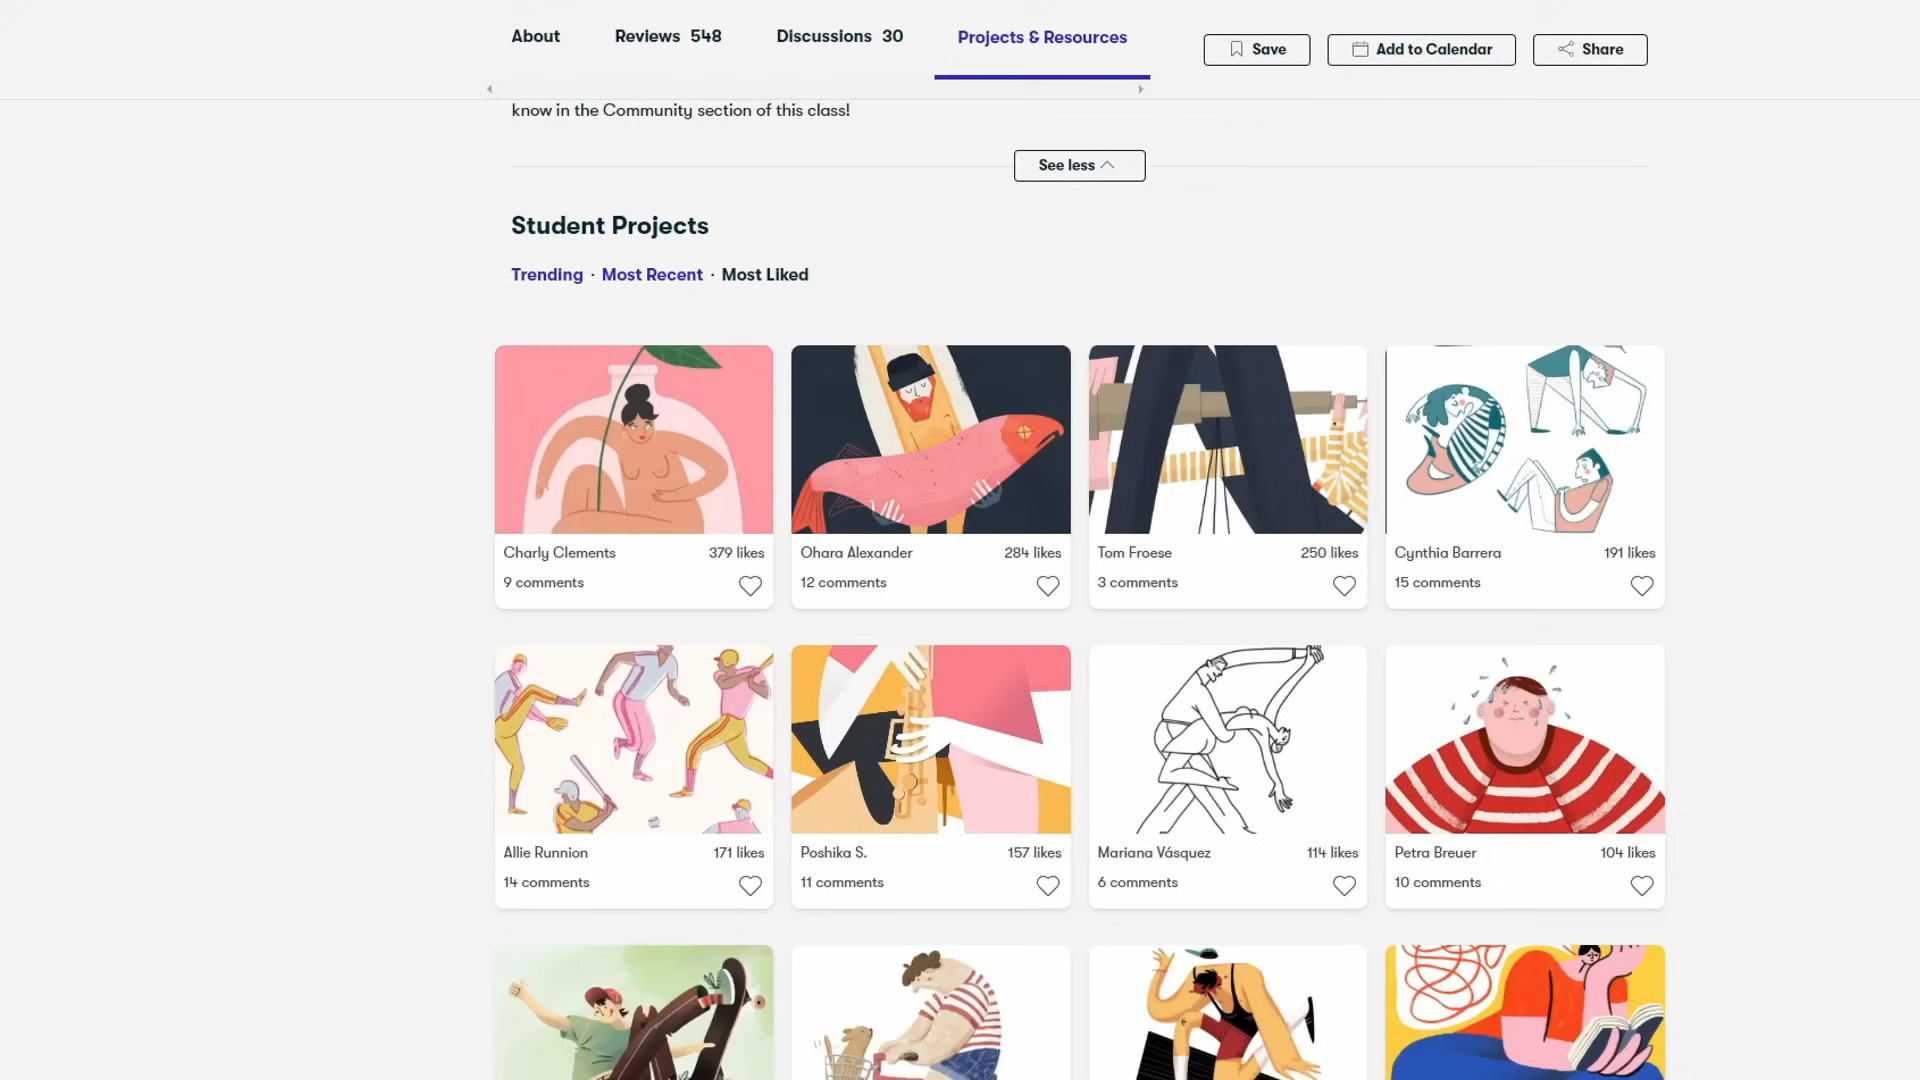 About Reviews 548 Discussions 30 Projects & Resources Save Add to Calendar Share
know in the Community section of this class!
See less
Student Projects
Trending · Most Recent · Most Liked
Charly Clements 379 likes
9 comments
Ohara Alexander 284 likes
12 comments
Tom Froese 250 likes
3 comments
Cynthia Barrera 191 likes
15 comments
Allie Runnion 171 likes
14 comments
Poshika S. 157 likes
11 comments
Mariana Vásquez 114 likes
6 comments
Petra Breuer 104 likes
10 comments